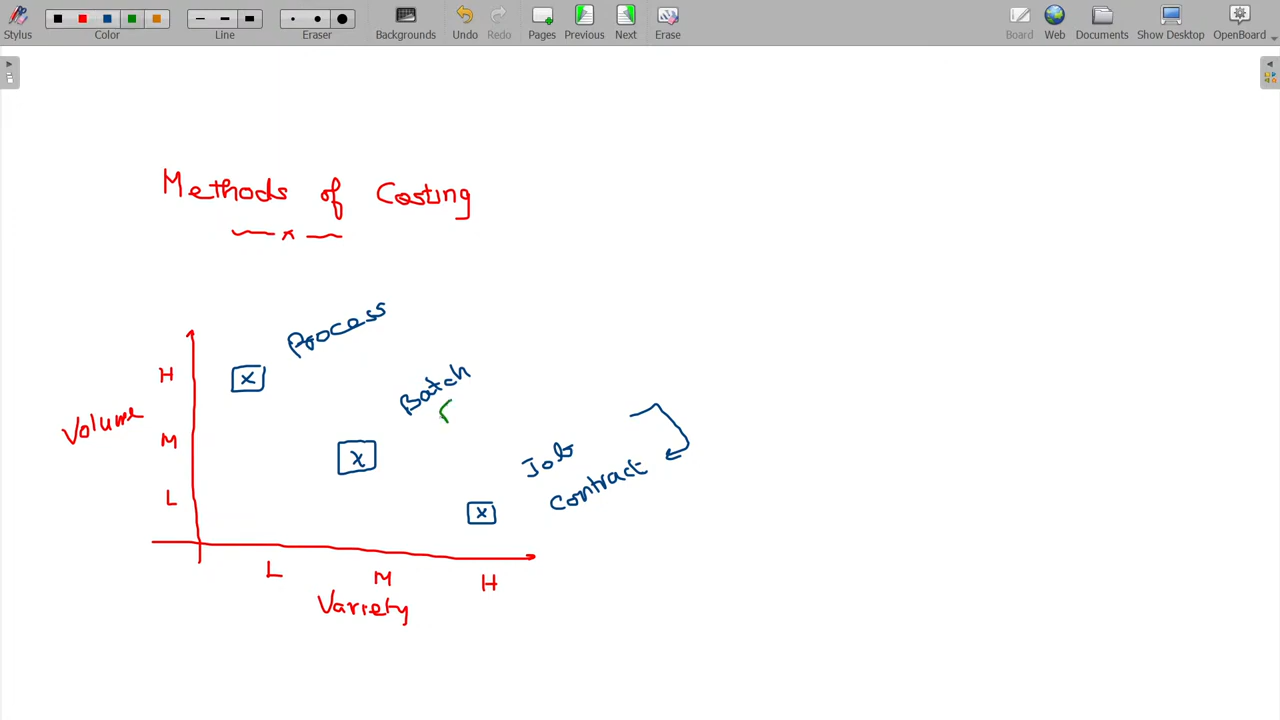 Stylus
Color
Line
Eraser
Backgrounds
Undo
Redo
Pages
Previous
Next
Erase
Board
Web
Documents
Show Desktop
OpenBoard
Methods of Costing
x
Process
H
x
Batch
Volume
M
x
Job
contract
L
x
L
M
H
Variety